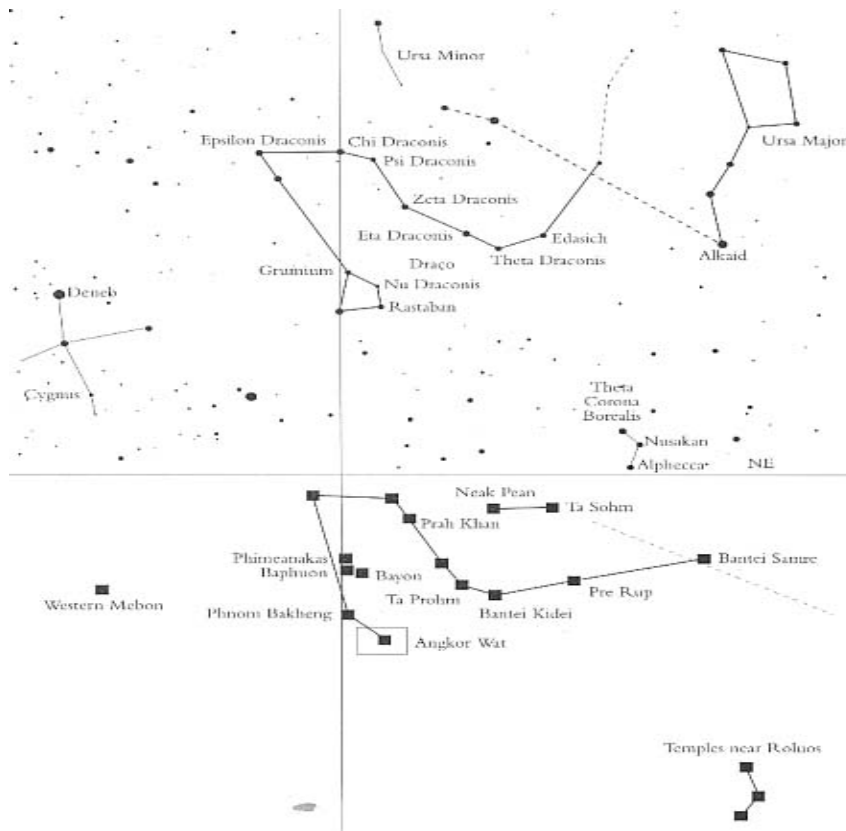 Ursa Minor
Epsilon Draconis
Chi Draconis
Ursa Major
Psi Draconis
Zeta Draconis
Eta Draconis
Edasich
Theta Draconis
Alkaid
Draço
Grumium
Nu Draconis
Deneb
Rastaban
Theta
Corona
Borealis
Cygnus
Nusakan
Alphecca
NE
Neak Pean
Ta Sohm
Prah Khan
Phimeanakas
Baphuon
Bayon
Bantei Samre
Western Mebon
Ta Prohm
Pre Rup
Phnom Bakheng
Bantei Kidei
Angkor Wat
Temples near Roluos